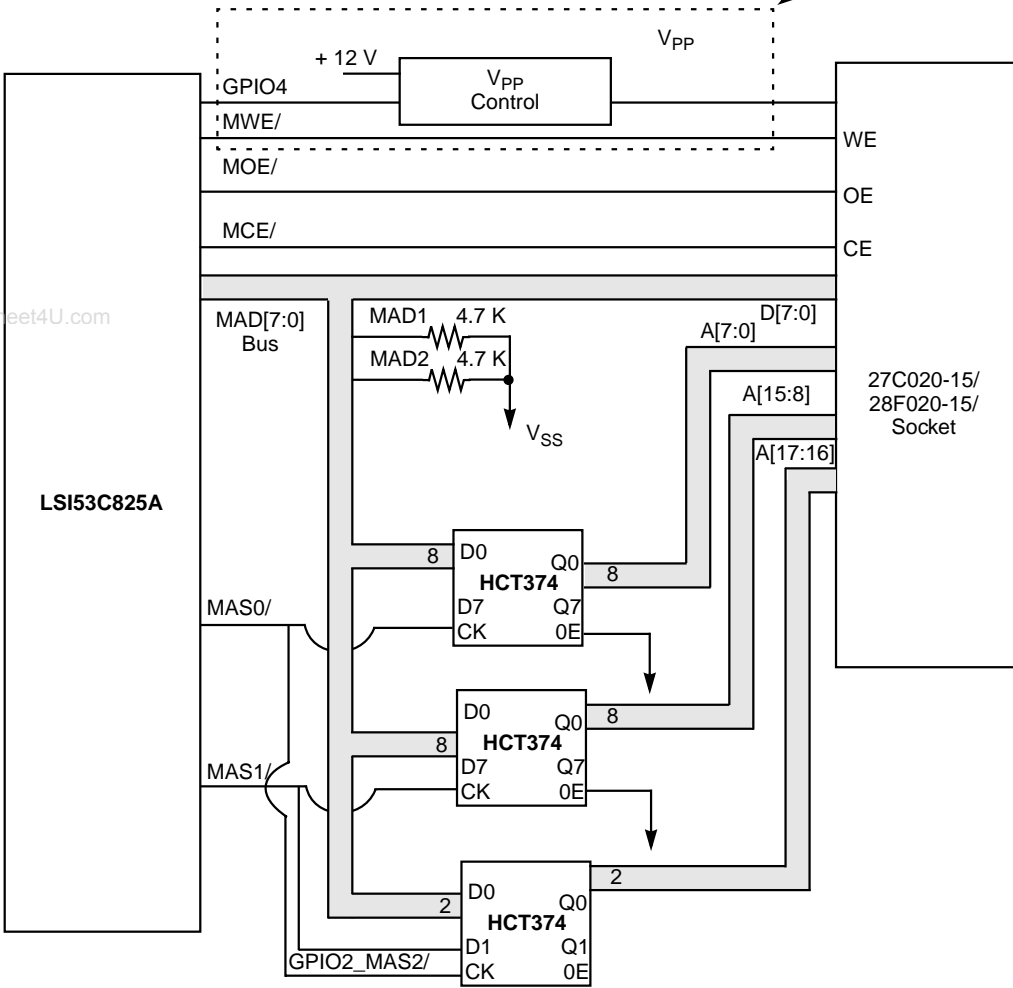 V_PP
+ 12 V
V_PP
Control
GPIO4
MWE/
WE
MOE/
OE
MCE/
CE
eet4U.com
MAD[7:0]
Bus
MAD1 4.7 K
MAD2 4.7 K
V_SS
D[7:0]
A[7:0]
A[15:8]
A[17:16]
27C020-15/
28F020-15/
Socket
LSI53C825A
8
D0
Q0
8
HCT374
D7
Q7
CK
0E
MAS0/
D0
Q0
8
8
HCT374
D7
Q7
CK
0E
MAS1/
2
D0
Q0
2
HCT374
D1
Q1
GPIO2_MAS2/
CK
0E